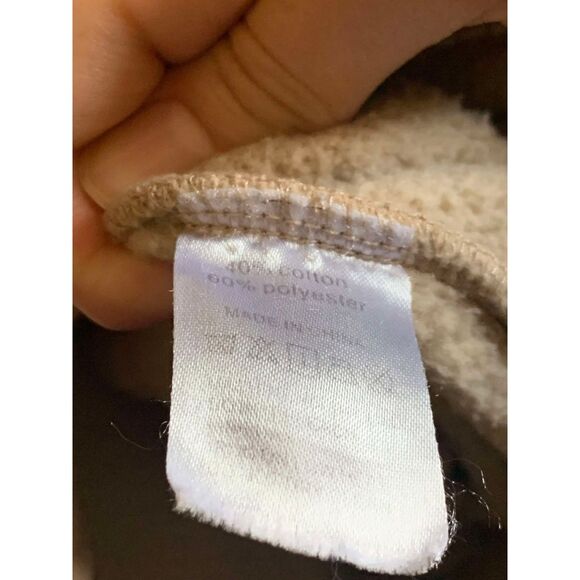 40% cotton
60% polyester
MADE IN CHINA